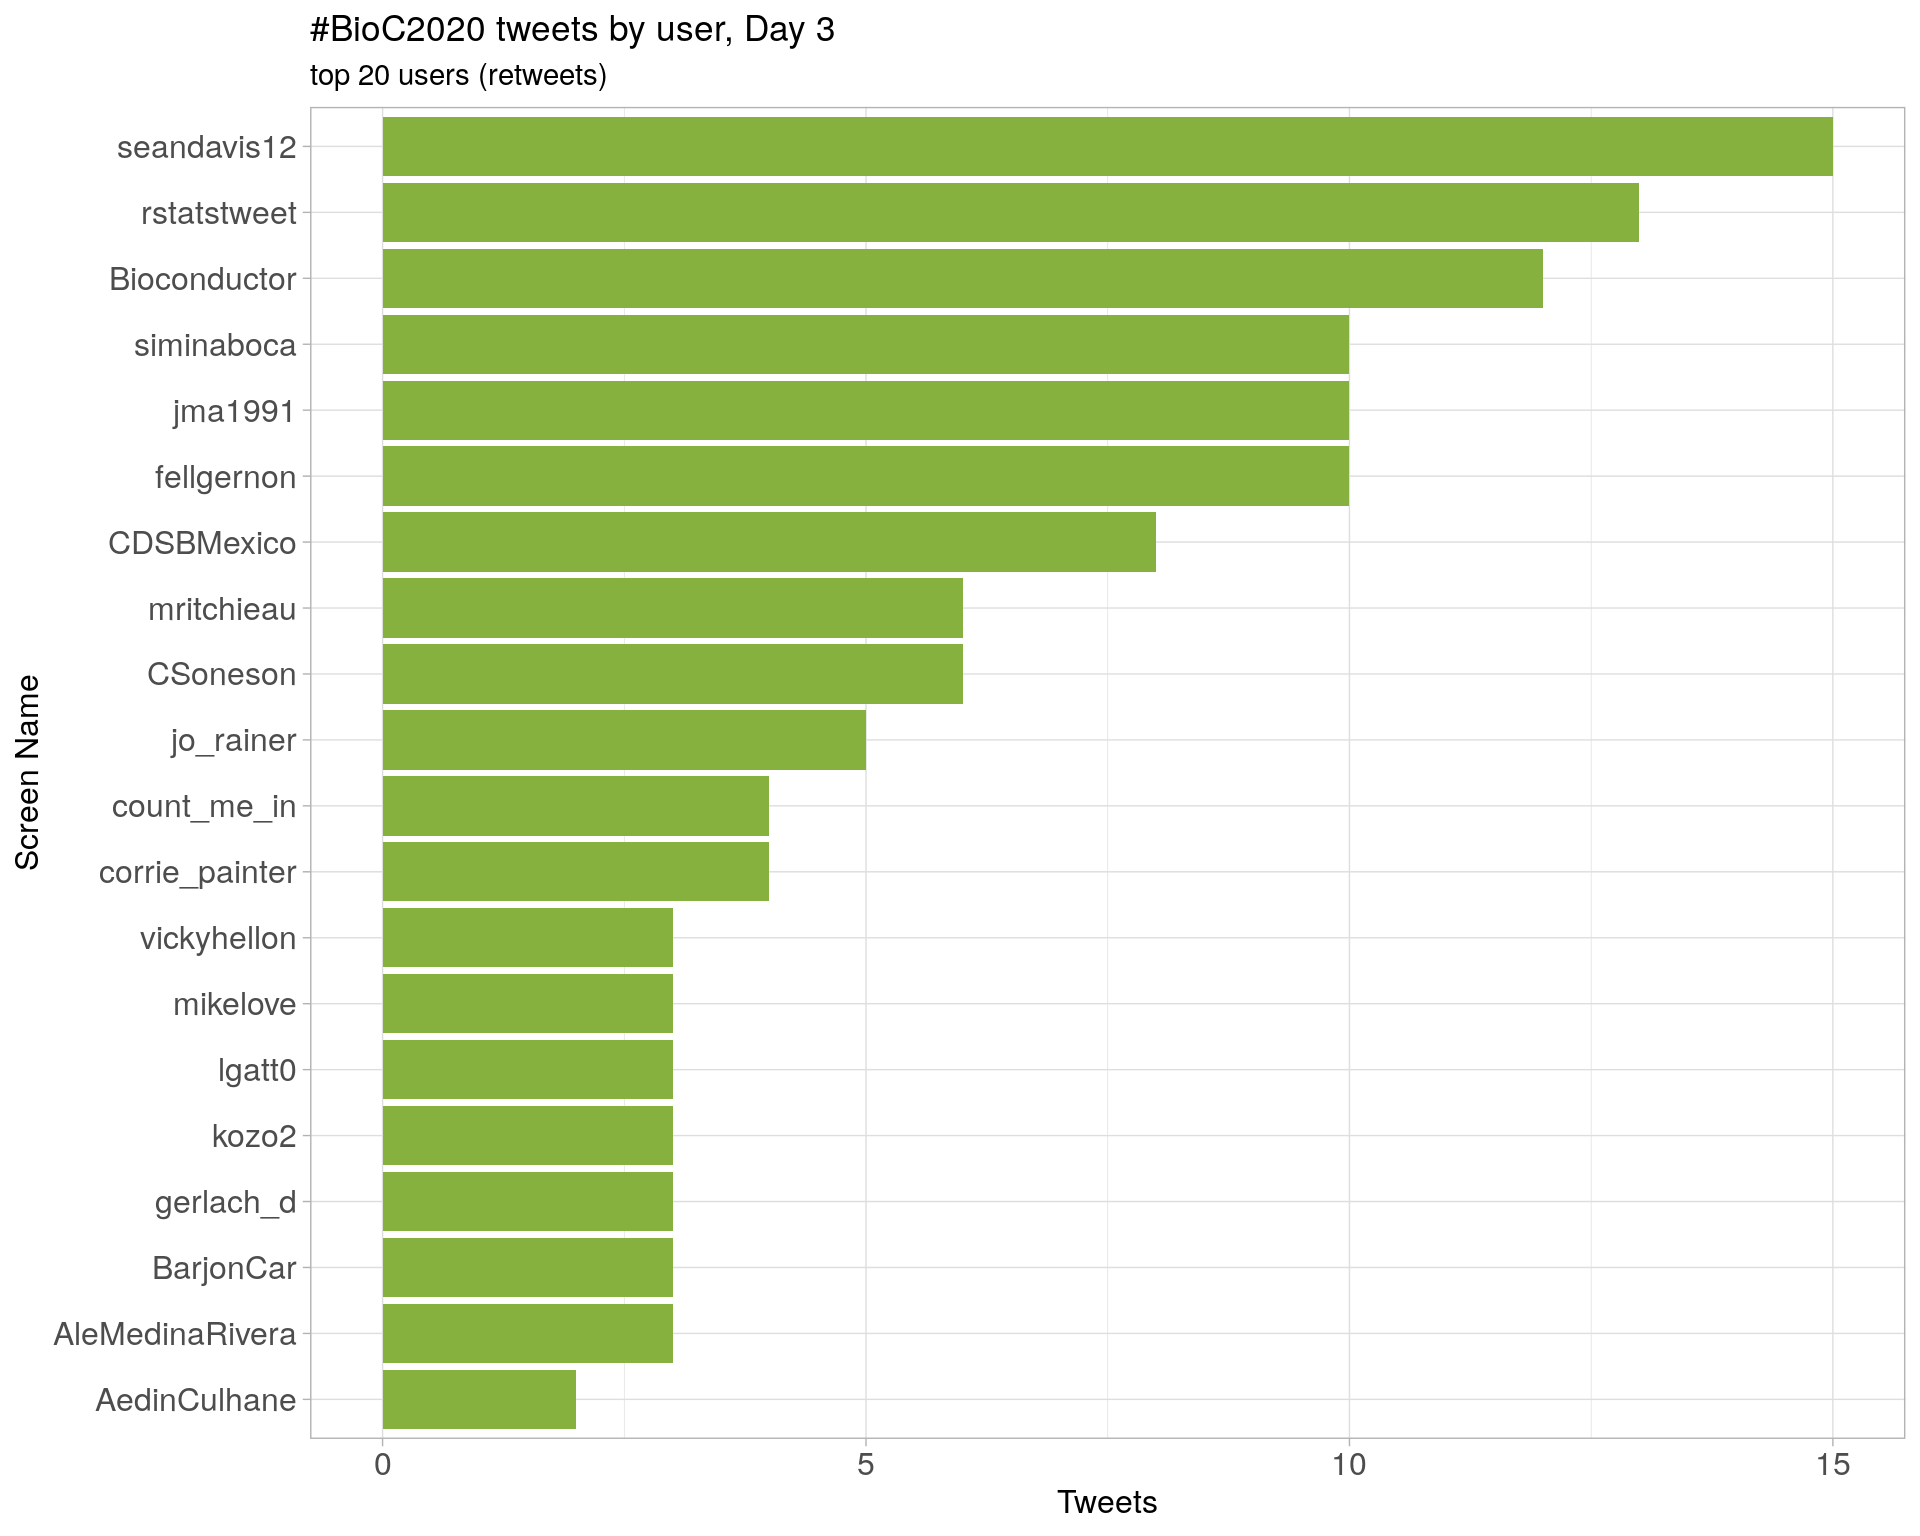 #BioC2020 tweets by user, Day 3
top 20 users (retweets)
seandavis12
rstatstweet
Bioconductor
siminaboca
jma1991
fellgernon
CDSBMexico
mritchieau
CSoneson
jo_rainer
count_me_in
corrie_painter
vickyhellon
mikelove
lgatt0
kozo2
gerlach_d
BarjonCar
AleMedinaRivera
AedinCulhane
Screen Name
0 5 10 15
Tweets